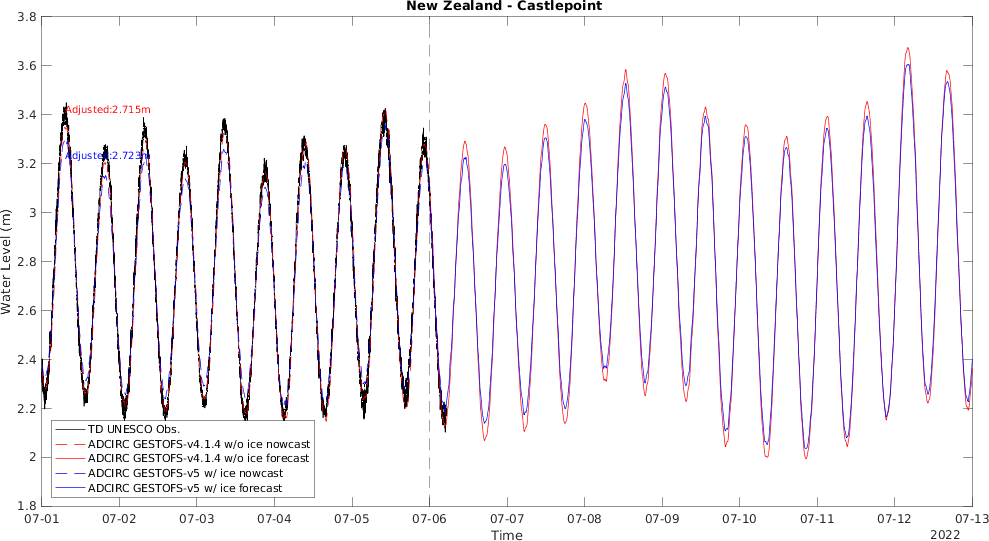 New Zealand - Castlepoint
3.8
3.6
3.4
3.2
3
2.8
2.6
2.4
2.2
2
1.8
Water Level (m)
Adjusted:2.715m
Adjusted:2.723m
TD UNESCO Obs.
ADCIRC GESTOFS-v4.1.4 w/o ice nowcast
ADCIRC GESTOFS-v4.1.4 w/o ice forecast
ADCIRC GESTOFS-v5 w/ ice nowcast
ADCIRC GESTOFS-v5 w/ ice forecast
07-01 07-02 07-03 07-04 07-05 07-06 07-07 07-08 07-09 07-10 07-11 07-12 07-13
Time
2022